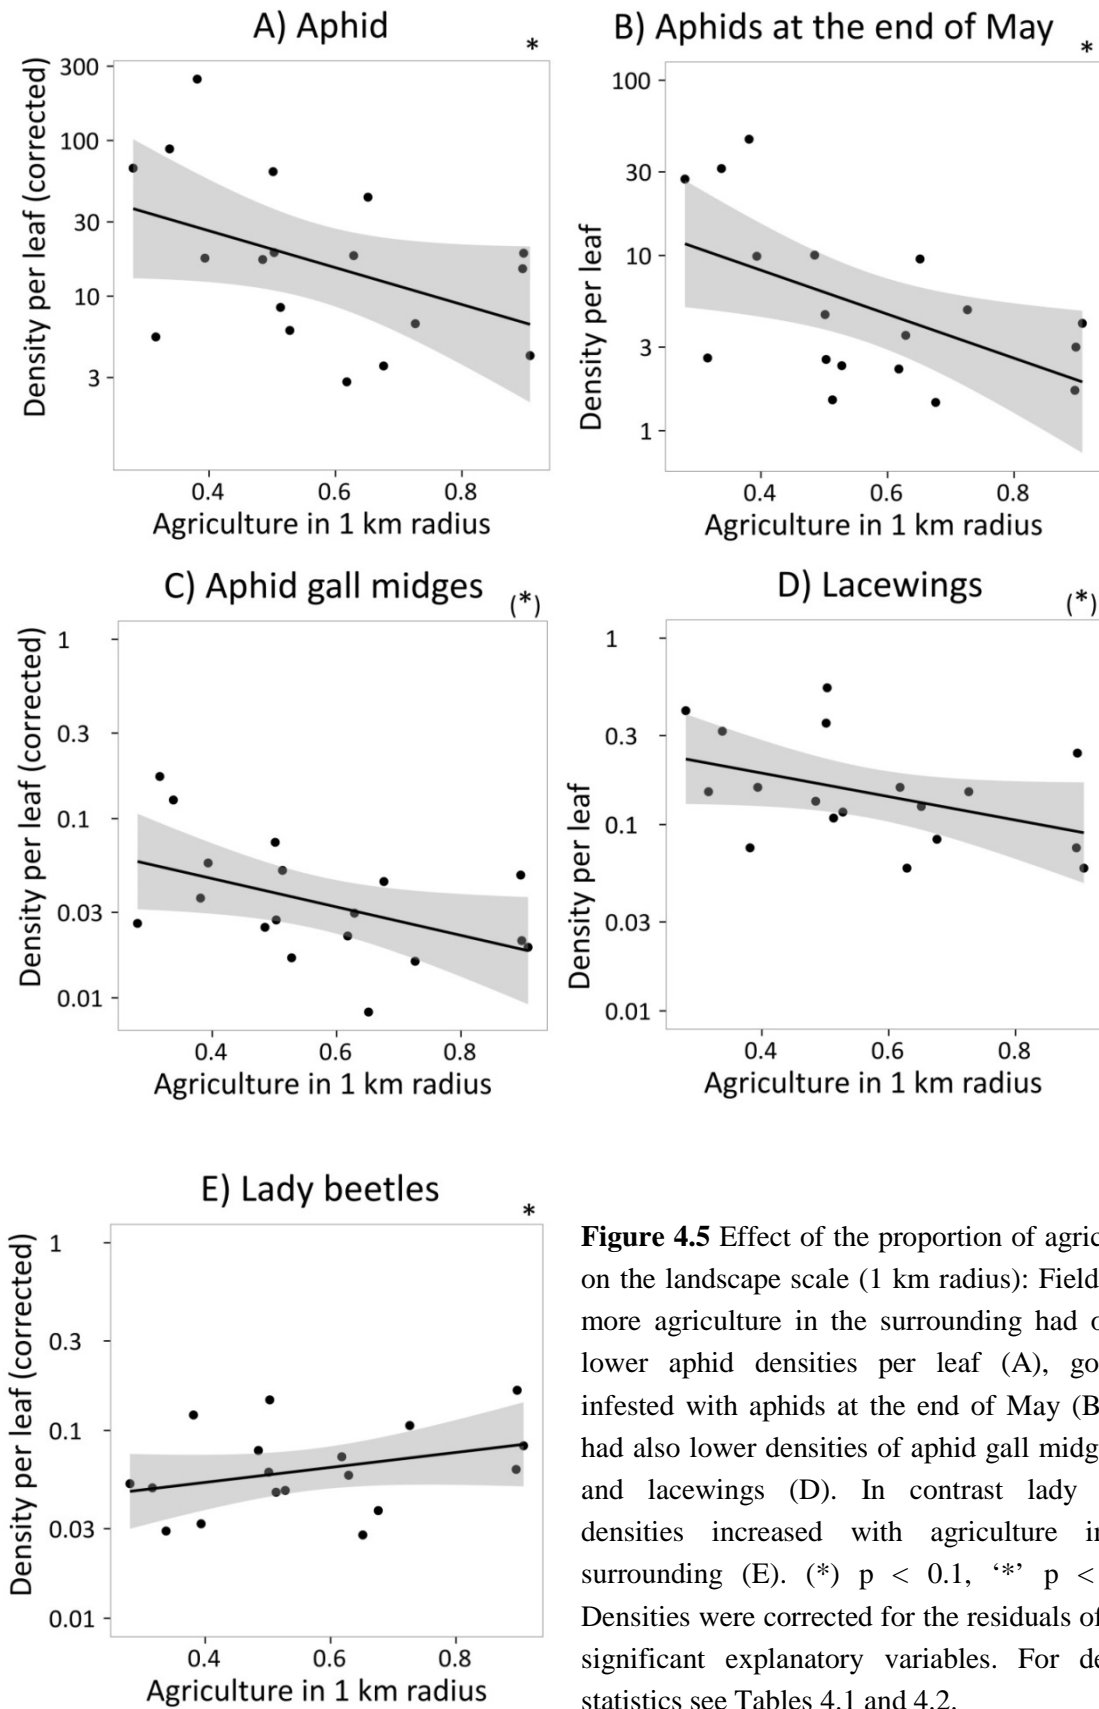 A) Aphid
*
300
100
30
10
3
Density per leaf (corrected)
0.4 0.6 0.8
Agriculture in 1 km radius
B) Aphids at the end of May
*
100
30
10
3
1
Density per leaf
0.4 0.6 0.8
Agriculture in 1 km radius
C) Aphid gall midges
(*)
1
0.3
0.1
0.03
0.01
Density per leaf (corrected)
0.4 0.6 0.8
Agriculture in 1 km radius
D) Lacewings
(*)
1
0.3
0.1
0.03
0.01
Density per leaf
0.4 0.6 0.8
Agriculture in 1 km radius
E) Lady beetles
*
1
0.3
0.1
0.03
0.01
Density per leaf (corrected)
0.4 0.6 0.8
Agriculture in 1 km radius
Figure 4.5 Effect of the proportion of agric
on the landscape scale (1 km radius): Field
more agriculture in the surrounding had
lower aphid densities per leaf (A), go
infested with aphids at the end of May (B
had also lower densities of aphid gall midg
and lacewings (D). In contrast lady
densities increased with agriculture in
surrounding (E). (*) p < 0.1, ‘*’ p <
Densities were corrected for the residuals of
significant explanatory variables. For de
statistics see Tables 4.1 and 4.2.